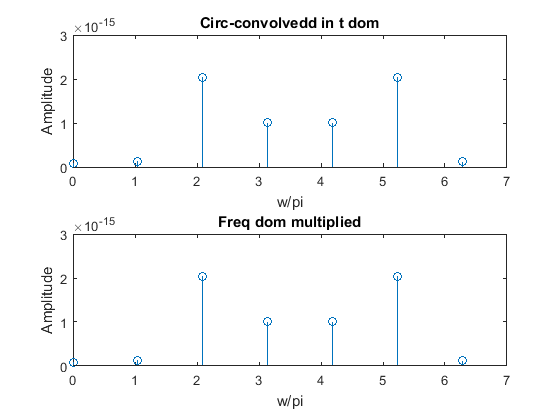 Circ-convolvedd in t dom
×10-15
3
2
1
0
Amplitude
0 1 2 3 4 5 6 7
w/pi
Freq dom multiplied
×10-15
3
2
1
0
Amplitude
0 1 2 3 4 5 6 7
w/pi